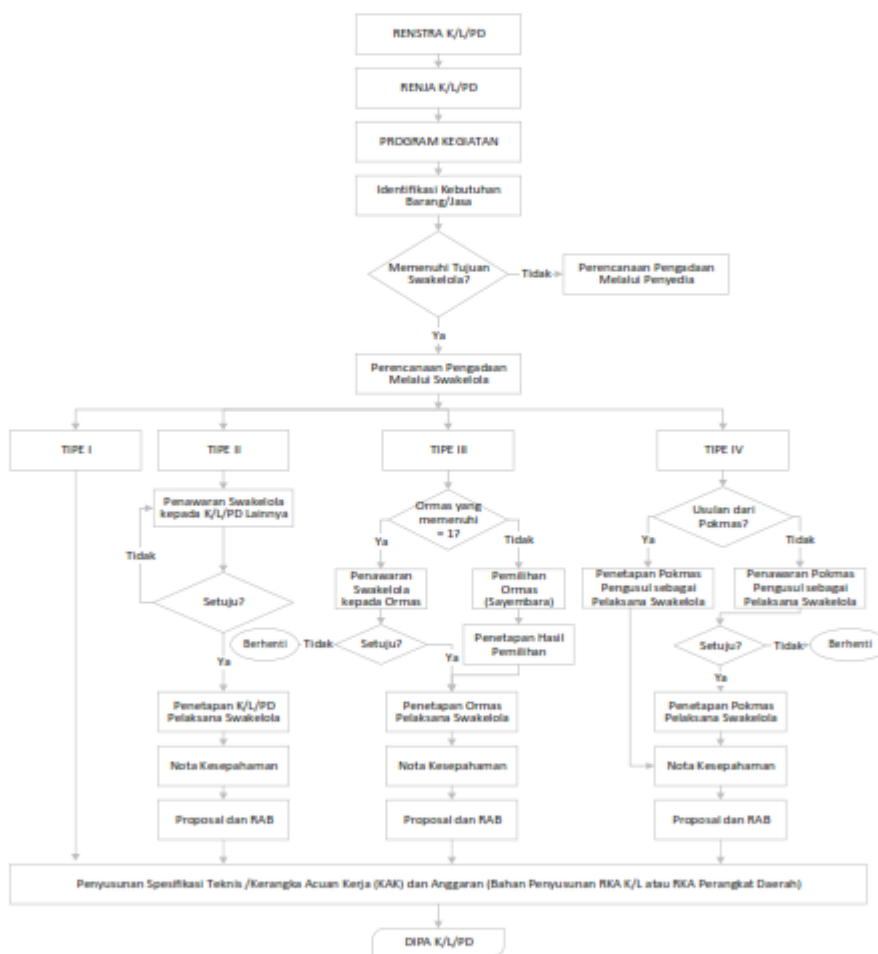 RENSTRA K/L/PD
RENJA K/L/PD
PROGRAM KEGIATAN
Identifikasi Kebutuhan
Barang/Jasa
Memenuhi Tujuan
Swakelola?
Tidak
Perencanaan Pengadaan
Melalui Penyedia
Ya
Perencanaan Pengadaan
Melalui Swakelola
TIPE I
TIPE II
TIPE III
TIPE IV
Penawaran Swakelola
kepada K/L/PD Lainnya
Tidak
Setuju?
Ya
Penetapan K/L/PD
Pelaksana Swakelola
Nota Kesepahaman
Proposal dan RAB
Ormas yang
memenuhi
= 1?
Ya
Tidak
Penawaran
Swakelola
kepada Ormas
Pemilihan
Ormas
(Sayembara)
Penetapan Hasil
Pemilihan
Berhenti
Tidak
Setuju?
Ya
Penetapan Ormas
Pelaksana Swakelola
Nota Kesepahaman
Proposal dan RAB
Usulan dari
Pokmas?
Ya
Tidak
Penetapan Pokmas
Pengusul sebagai
Pelaksana Swakelola
Penawaran Pokmas
Pengusul sebagai
Pelaksana Swakelola
Setuju?
Tidak
Berhenti
Ya
Penetapan Pokmas
Pelaksana Swakelola
Nota Kesepahaman
Proposal dan RAB
Penyusunan Spesifikasi Teknis /Kerangka Acuan Kerja (KAK) dan Anggaran (Bahan Penyusunan RKA K/L atau RKA Perangkat Daerah)
DIPA K/L/PD